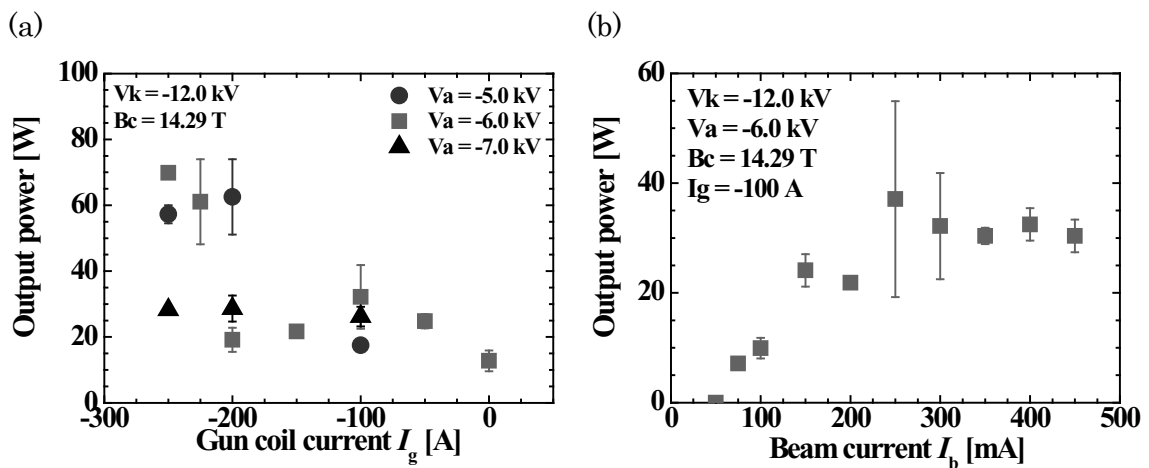 (a)
100
80
60
40
20
0
Output power [W]
Vk = -12.0 kV
Bc = 14.29 T
Va = -5.0 kV
Va = -6.0 kV
Va = -7.0 kV
-300
-200
-100
0
Gun coil current Ig [A]
(b)
60
40
20
0
Output power [W]
Vk = -12.0 kV
Va = -6.0 kV
Bc = 14.29 T
Ig = -100 A
0
100
200
300
400
500
Beam current Ib [mA]